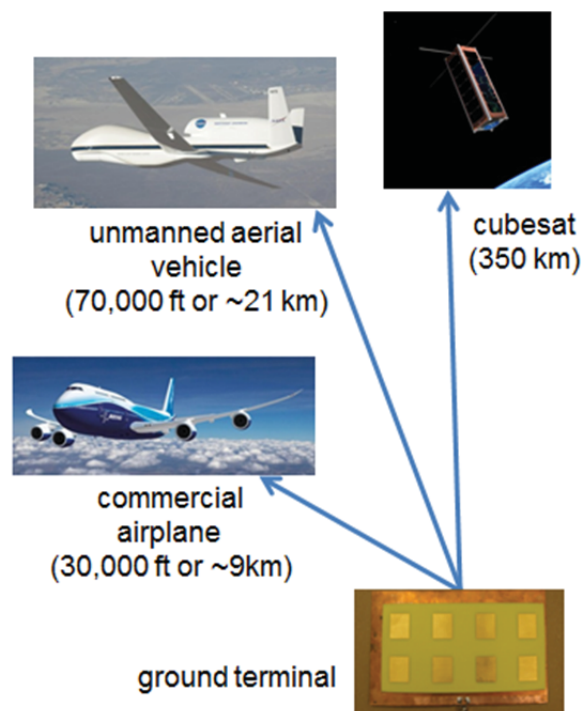 cubesat
(350 km)
unmanned aerial
vehicle
(70,000 ft or ~21 km)
commercial
airplane
(30,000 ft or ~9km)
ground terminal